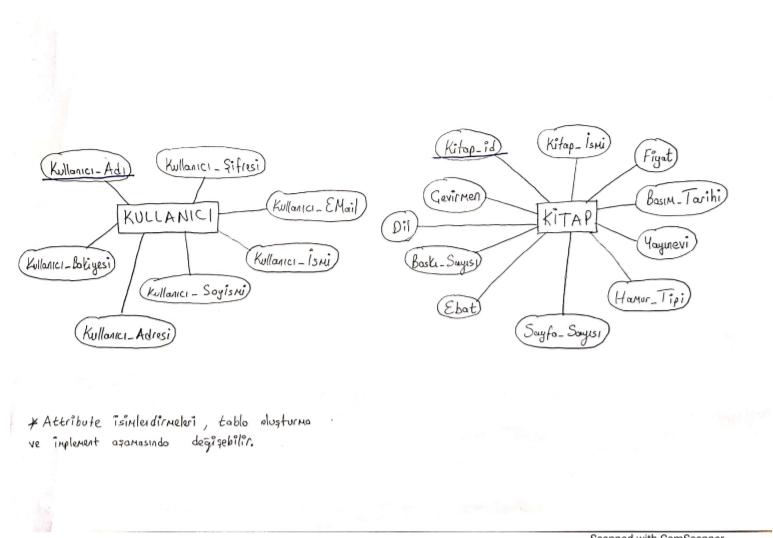 Kullanıcı_Adı
Kullanıcı_Şifresi
Kullanıcı_EMail
KULLANICI
Kullanıcı_Bakiyesi
Kullanıcı_İsmi
Kullanıcı_Soyismi
Kullanıcı_Adresi
Kitap_id
Kitap_İsmi
Fiyat
Çevirmen
Basım_Tarihi
KİTAP
Dil
Yayınevi
Baskı_Sayısı
Hamur_Tipi
Ebat
Sayfa_Sayısı
* Attribute isimlendirmeleri, tablo oluşturma
ve implement aşamasında değişebilir.
Scanned with CamScanner